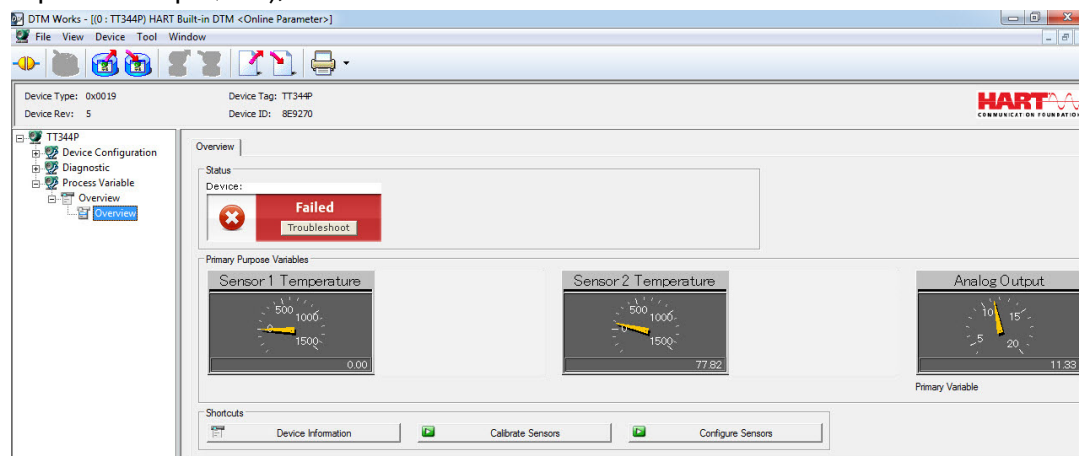 DTM Works - [(0 : TT344P) HART Built-in DTM <Online Parameter>]
File View Device Tool Window
Device Type: 0x0019 Device Tag: TT344P
Device Rev: 5 Device ID: 8E9270
HART
COMMUNICATION FOUNDATION
TT344P
Device Configuration
Diagnostic
Process Variable
Overview
Overview
Overview
Status
Device:
Failed
Troubleshoot
Primary Purpose Variables
Sensor 1 Temperature
500
1000
0
1500
0.00
Sensor 2 Temperature
500
1000
0
1500
77.82
Analog Output
10
15
5
20
11.33
Primary Variable
Shortcuts
Device Information
Calibrate Sensors
Configure Sensors